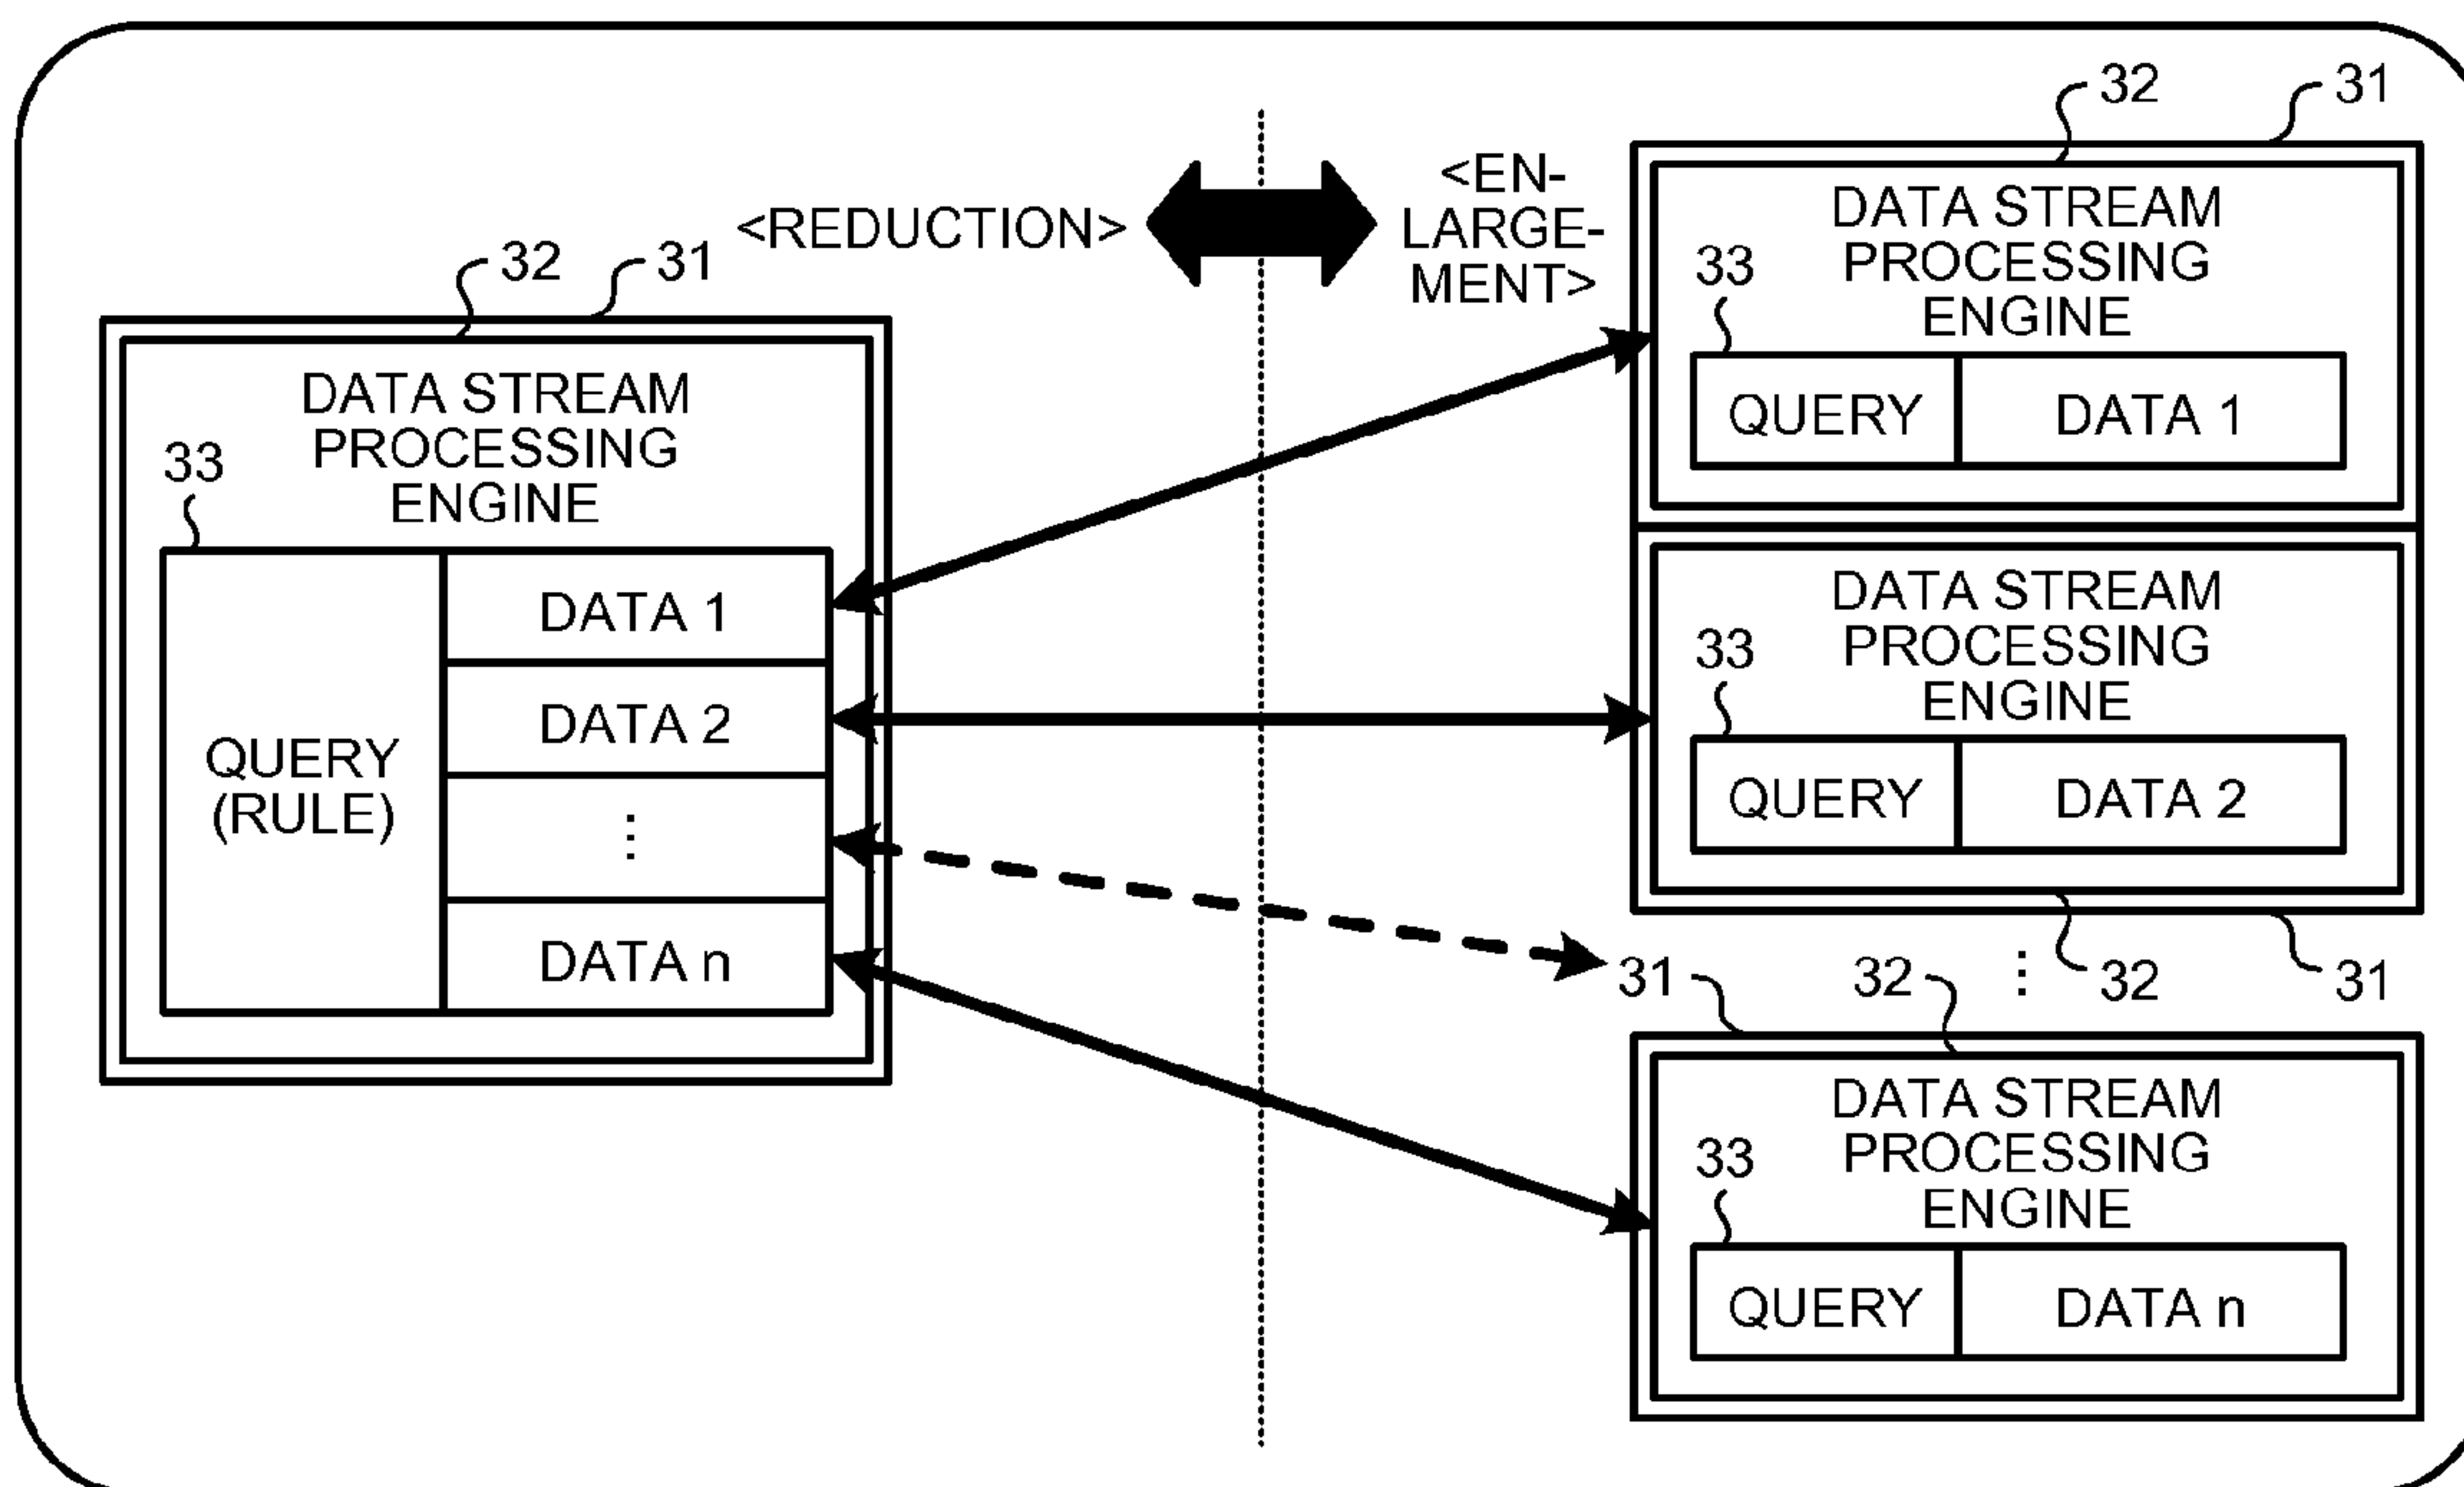 <REDUCTION>
<EN-
LARGE-
MENT>
32
31
DATA STREAM
PROCESSING
ENGINE
33
QUERY
(RULE)
DATA 1
DATA 2
⋮
DATA n
32
31
DATA STREAM
PROCESSING
ENGINE
33
QUERY
DATA 1
DATA STREAM
PROCESSING
ENGINE
33
QUERY
DATA 2
32
31
⋮
31
32
DATA STREAM
PROCESSING
ENGINE
33
QUERY
DATA n